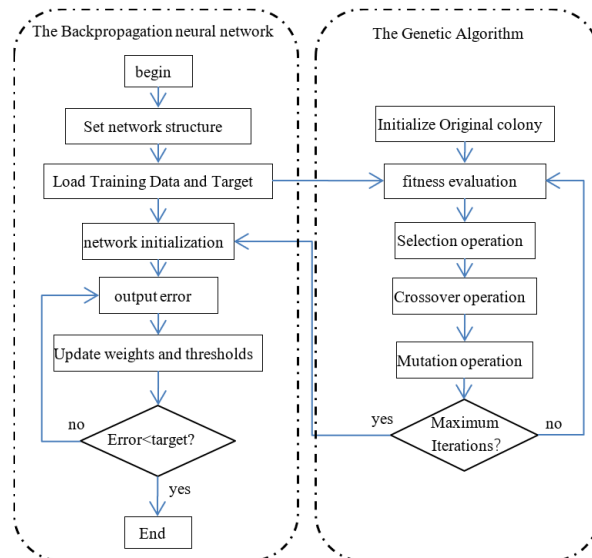 The Backpropagation neural network
begin
Set network structure
Load Training Data and Target
network initialization
output error
Update weights and thresholds
no
Error<target?
yes
End
The Genetic Algorithm
Initialize Original colony
fitness evaluation
Selection operation
Crossover operation
Mutation operation
yes
Maximum
Iterations?
no